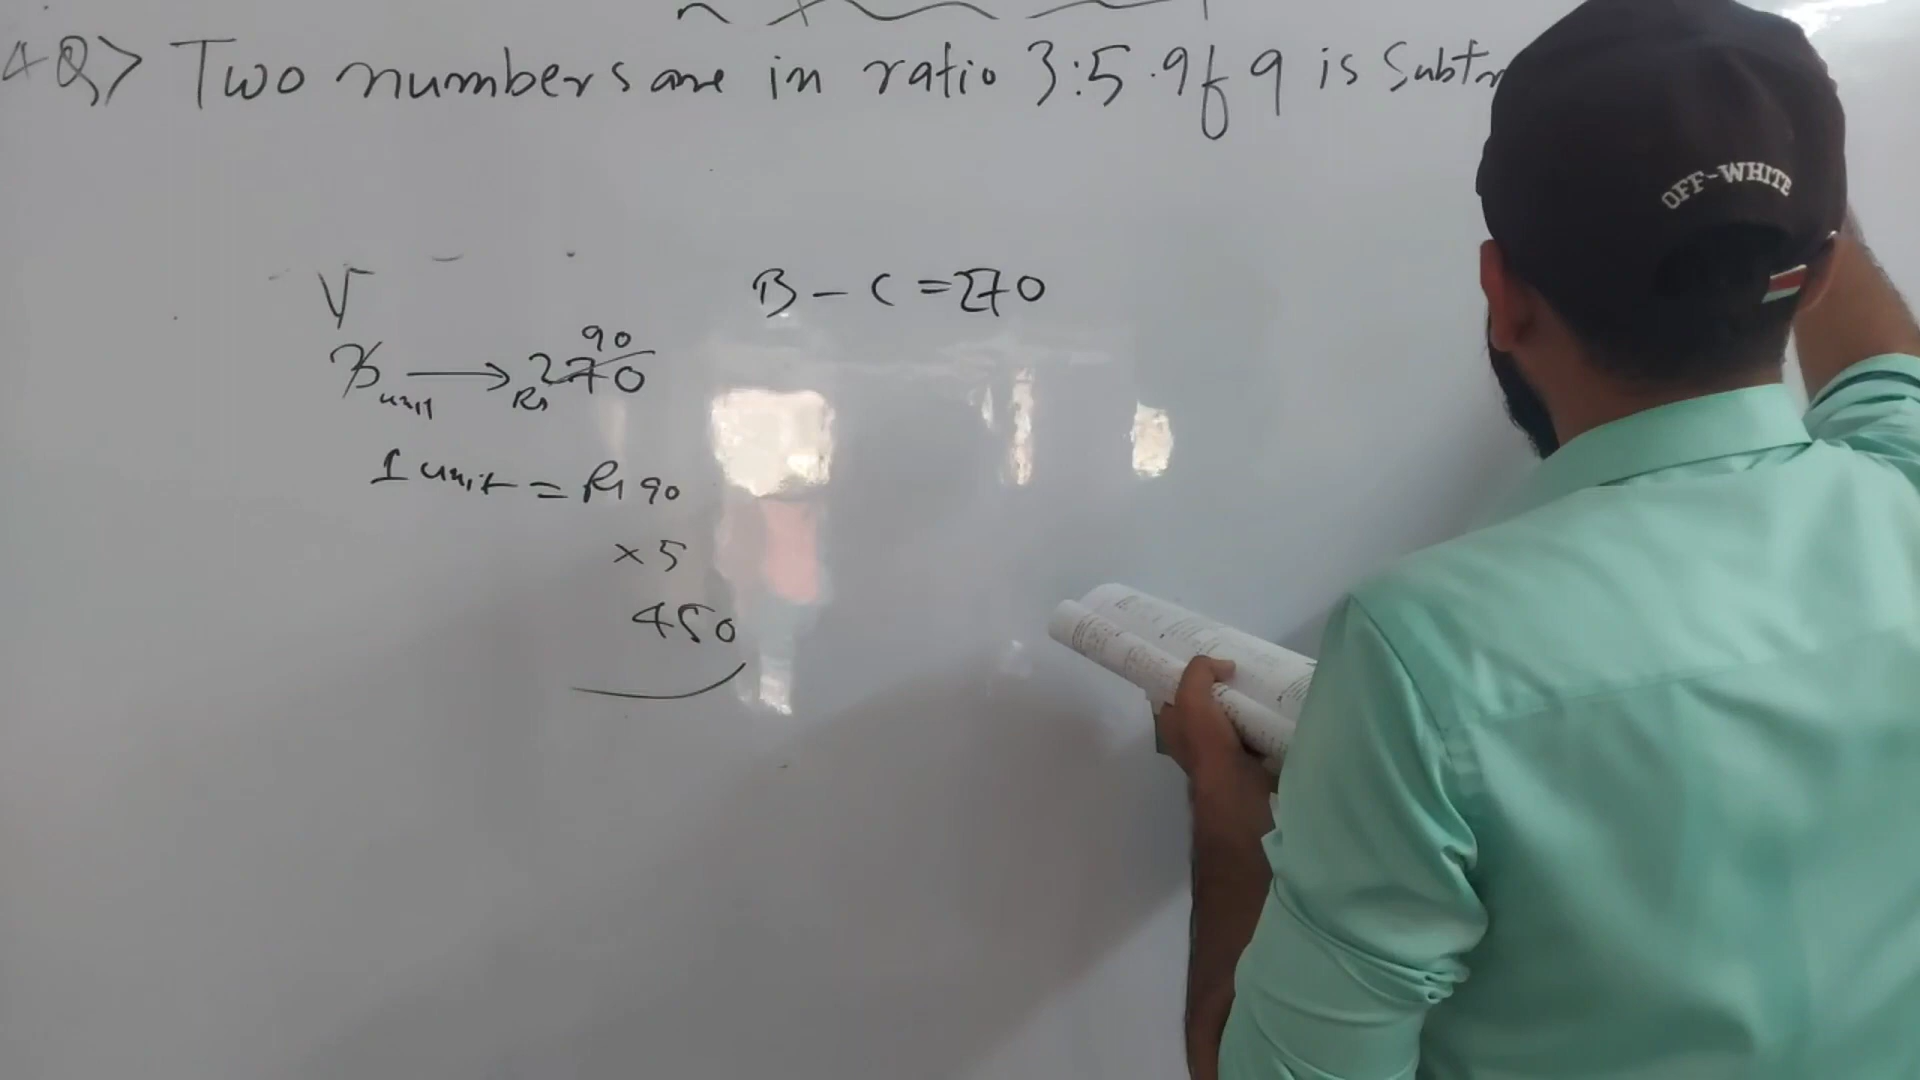 4Q> Two numbers are in ratio 3:5. If 9 is Subtr
OFF-WHITE
B - C = 270
90
3 unit → Rs 270
1 unit = Rs 90
× 5
450